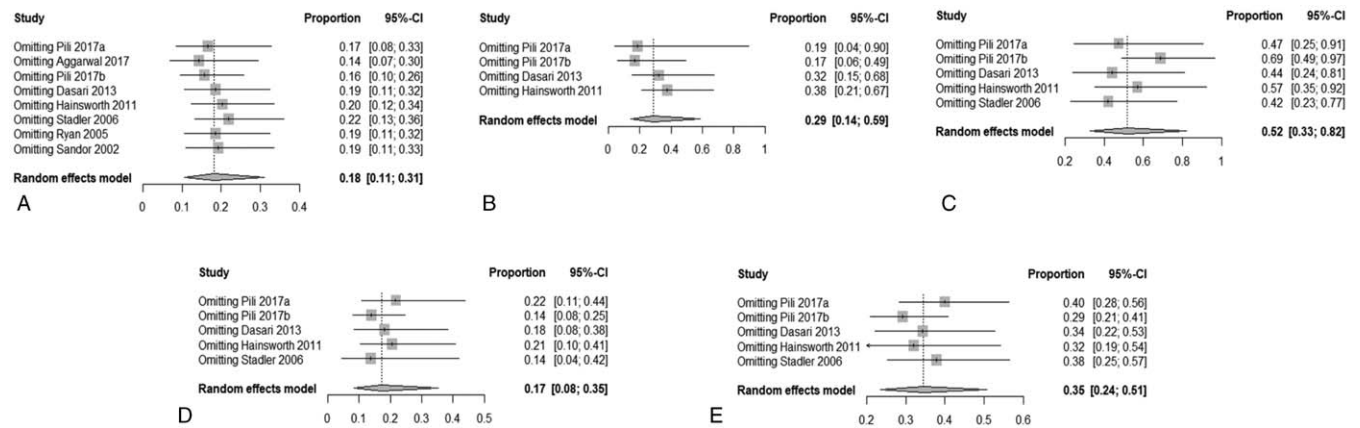 Study Proportion 95%-CI
Omitting Pili 2017a 0.17 [0.08; 0.33]
Omitting Aggarwal 2017 0.14 [0.07; 0.30]
Omitting Pili 2017b 0.16 [0.10; 0.26]
Omitting Dasari 2013 0.19 [0.11; 0.32]
Omitting Hainsworth 2011 0.20 [0.12; 0.34]
Omitting Stadler 2006 0.22 [0.13; 0.36]
Omitting Ryan 2005 0.19 [0.11; 0.32]
Omitting Sandor 2002 0.19 [0.11; 0.33]
Random effects model 0.18 [0.11; 0.31]
0 0.1 0.2 0.3 0.4
A
Study Proportion 95%-CI
Omitting Pili 2017a 0.19 [0.04; 0.90]
Omitting Pili 2017b 0.17 [0.06; 0.49]
Omitting Dasari 2013 0.32 [0.15; 0.68]
Omitting Hainsworth 2011 0.38 [0.21; 0.67]
Random effects model 0.29 [0.14; 0.59]
0 0.2 0.4 0.6 0.8 1
B
Study Proportion 95%-CI
Omitting Pili 2017a 0.47 [0.25; 0.91]
Omitting Pili 2017b 0.69 [0.49; 0.97]
Omitting Dasari 2013 0.44 [0.24; 0.81]
Omitting Hainsworth 2011 0.57 [0.35; 0.92]
Omitting Stadler 2006 0.42 [0.23; 0.77]
Random effects model 0.52 [0.33; 0.82]
0.2 0.4 0.6 0.8 1
C
Study Proportion 95%-CI
Omitting Pili 2017a 0.22 [0.11; 0.44]
Omitting Pili 2017b 0.14 [0.08; 0.25]
Omitting Dasari 2013 0.18 [0.08; 0.38]
Omitting Hainsworth 2011 0.21 [0.10; 0.41]
Omitting Stadler 2006 0.14 [0.04; 0.42]
Random effects model 0.17 [0.08; 0.35]
D
0 0.1 0.2 0.3 0.4 0.5
Study Proportion 95%-CI
Omitting Pili 2017a 0.40 [0.28; 0.56]
Omitting Pili 2017b 0.29 [0.21; 0.41]
Omitting Dasari 2013 0.34 [0.22; 0.53]
Omitting Hainsworth 2011 0.32 [0.19; 0.54]
Omitting Stadler 2006 0.38 [0.25; 0.57]
Random effects model 0.35 [0.24; 0.51]
E
0.2 0.3 0.4 0.5 0.6